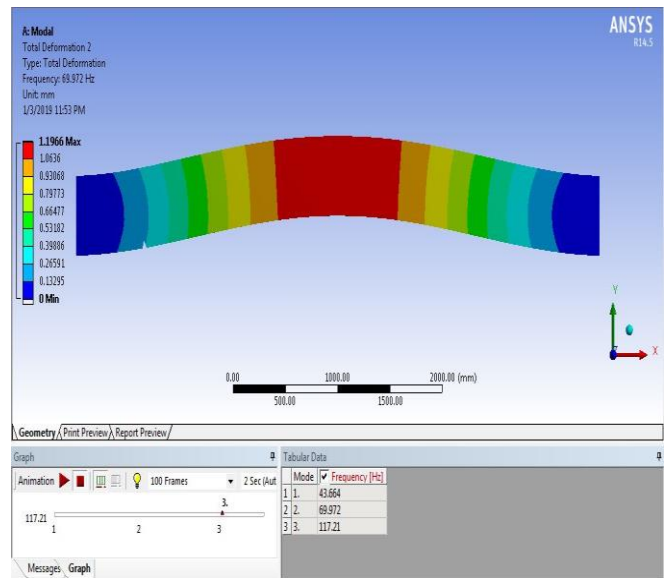 A: Modal
Total Deformation 2
Type: Total Deformation
Frequency: 69.972 Hz
Unit: mm
1/3/2019 11:53 PM
ANSYS
R14.5
1.1966 Max
1.0636
0.93068
0.79773
0.66477
0.53182
0.39886
0.26591
0.13295
0 Min
Y
X
0.00 1000.00 2000.00 (mm)
500.00 1500.00
Geometry Print Preview Report Preview
Graph
Animation 100 Frames 2 Sec (Aut
3.
117.21
1 2 3
Messages Graph
Tabular Data
Mode Frequency [Hz]
1 1. 43.664
2 2. 69.972
3 3. 117.21